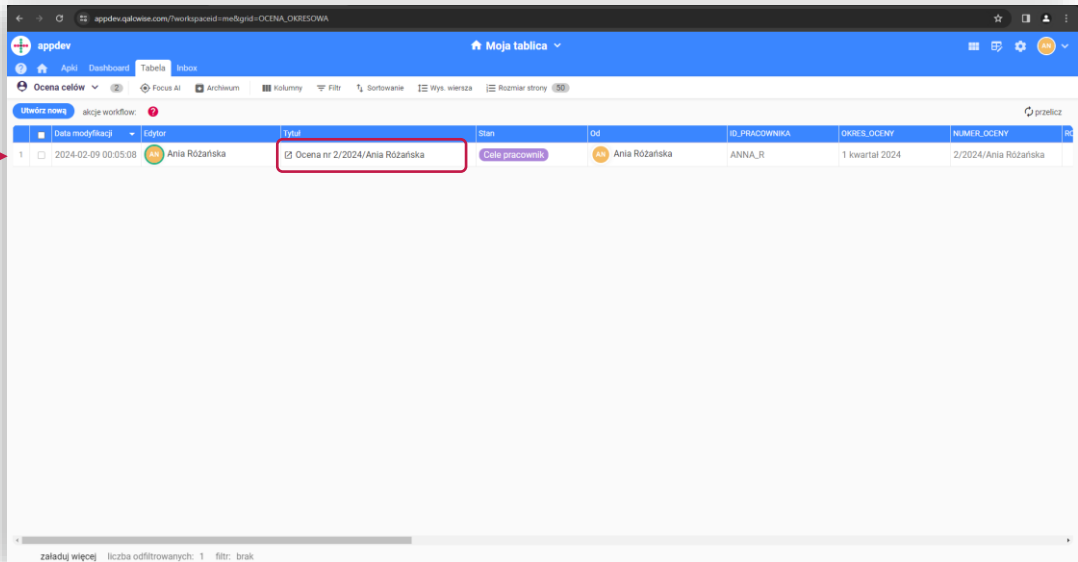 appdev.qalcwise.com/?workspaceid=me&grid=OCENA_OKRESOWA
appdev Moja tablica AN
Apki Dashboard Tabela Inbox
Ocena celów 2 Focus AI Archiwum Kolumny Filtr Sortowanie Wys. wiersza Rozmiar strony 50
Utwórz nową akcje workflow: ? przelicz
Data modyfikacji Edytor Tytuł Stan Od ID_PRACOWNIKA OKRES_OCENY NUMER_OCENY RO
1 2024-02-09 00:05:08 AN Ania Różańska Ocena nr 2/2024/Ania Różańska Cele pracownik AN Ania Różańska ANNA_R 1 kwartał 2024 2/2024/Ania Różańska
załaduj więcej liczba odfiltrowanych: 1 filtr: brak